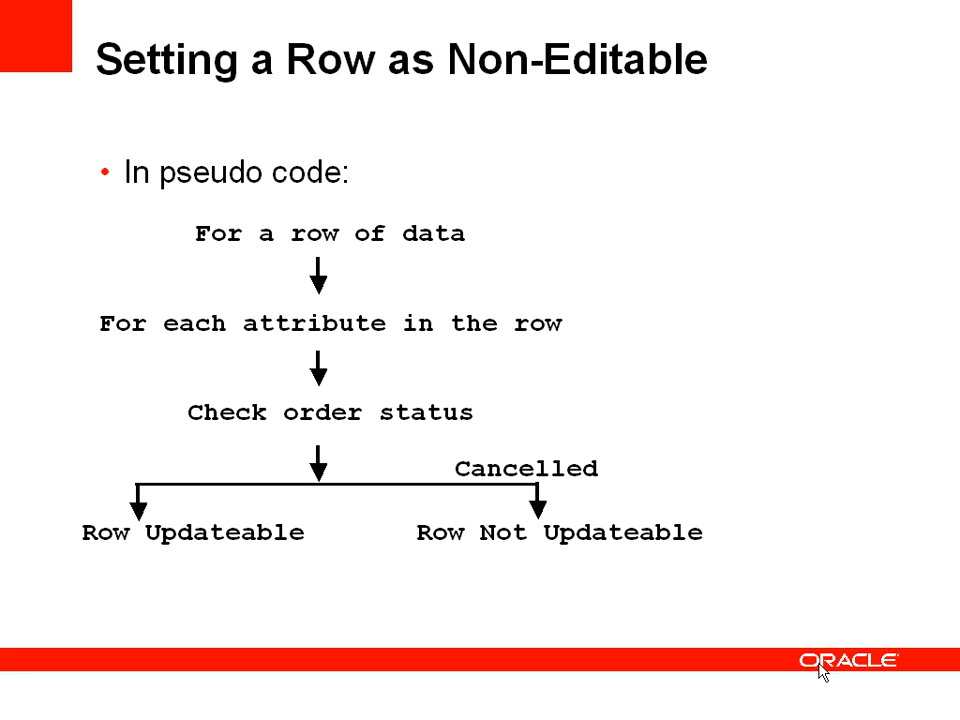 Setting a Row as Non-Editable
• In pseudo code:
For a row of data
For each attribute in the row
Check order status
Cancelled
Row Updateable Row Not Updateable
ORACLE